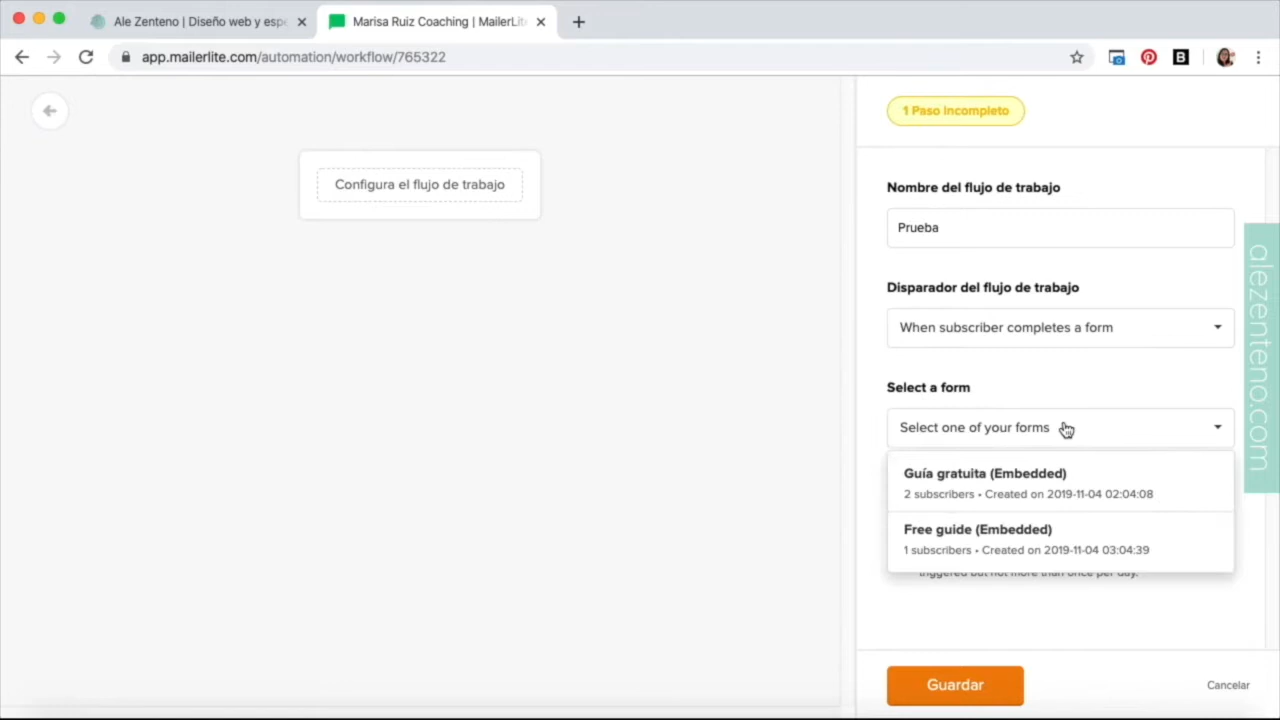 Ale Zenteno | Diseño web y espe
Marisa Ruiz Coaching | MailerLite
app.mailerlite.com/automation/workflow/765322
B
1 Paso incompleto
Configura el flujo de trabajo
Nombre del flujo de trabajo
Prueba
Disparador del flujo de trabajo
When subscriber completes a form
Select a form
Select one of your forms
Guía gratuita (Embedded)
2 subscribers • Created on 2019-11-04 02:04:08
Free guide (Embedded)
1 subscribers • Created on 2019-11-04 03:04:39
triggered but not more than once per day.
Guardar
Cancelar
alezenteno.com